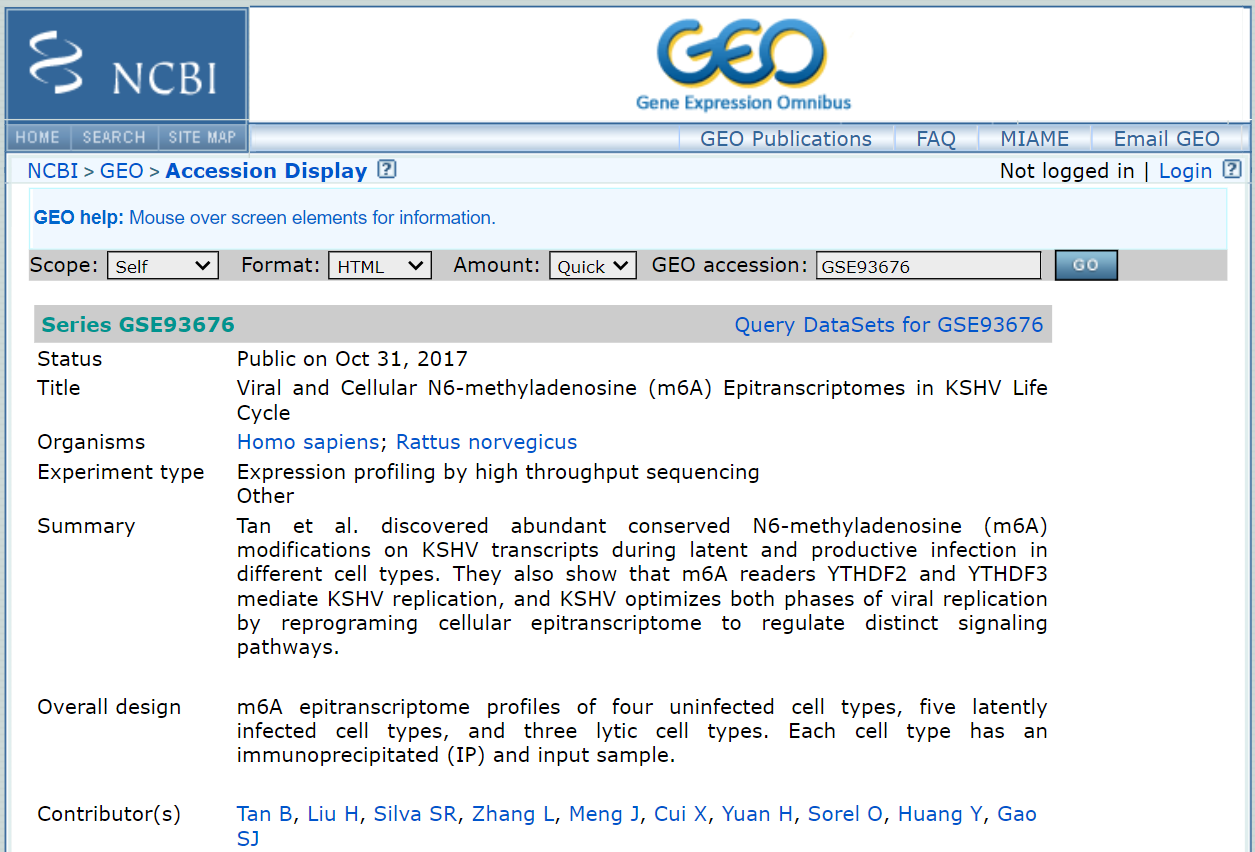 NCBI
GEO
Gene Expression Omnibus
HOME SEARCH SITE MAP GEO Publications FAQ MIAME Email GEO
NCBI > GEO > Accession Display ? Not logged in | Login ?
GEO help: Mouse over screen elements for information.
Scope: Self Format: HTML Amount: Quick GEO accession: GSE93676 GO
Series GSE93676 Query DataSets for GSE93676
Status Public on Oct 31, 2017
Title Viral and Cellular N6-methyladenosine (m6A) Epitranscriptomes in KSHV Life
Cycle
Organisms Homo sapiens; Rattus norvegicus
Experiment type Expression profiling by high throughput sequencing
Other
Summary Tan et al. discovered abundant conserved N6-methyladenosine (m6A)
modifications on KSHV transcripts during latent and productive infection in
different cell types. They also show that m6A readers YTHDF2 and YTHDF3
mediate KSHV replication, and KSHV optimizes both phases of viral replication
by reprograming cellular epitranscriptome to regulate distinct signaling
pathways.
Overall design m6A epitranscriptome profiles of four uninfected cell types, five latently
infected cell types, and three lytic cell types. Each cell type has an
immunoprecipitated (IP) and input sample.
Contributor(s) Tan B, Liu H, Silva SR, Zhang L, Meng J, Cui X, Yuan H, Sorel O, Huang Y, Gao
SJ